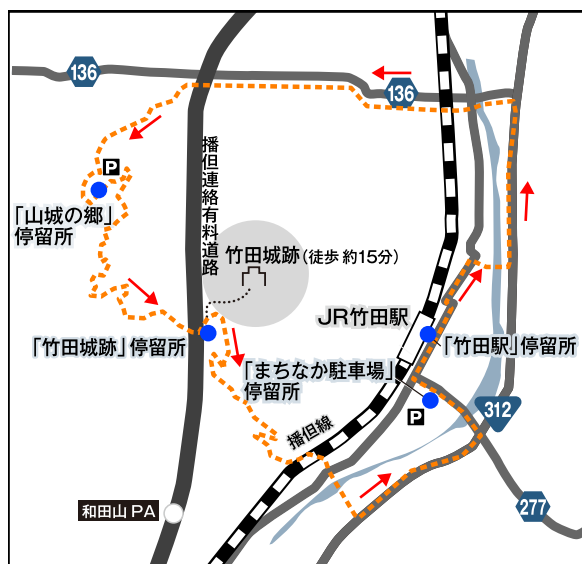 136
136
P
「山城の郷」
停留所
播但連絡有料道路
竹田城跡(徒歩 約15分)
JR竹田駅
「竹田城跡」停留所
「竹田駅」停留所
「まちなか駐車場」
停留所
P
312
播但線
和田山PA
277